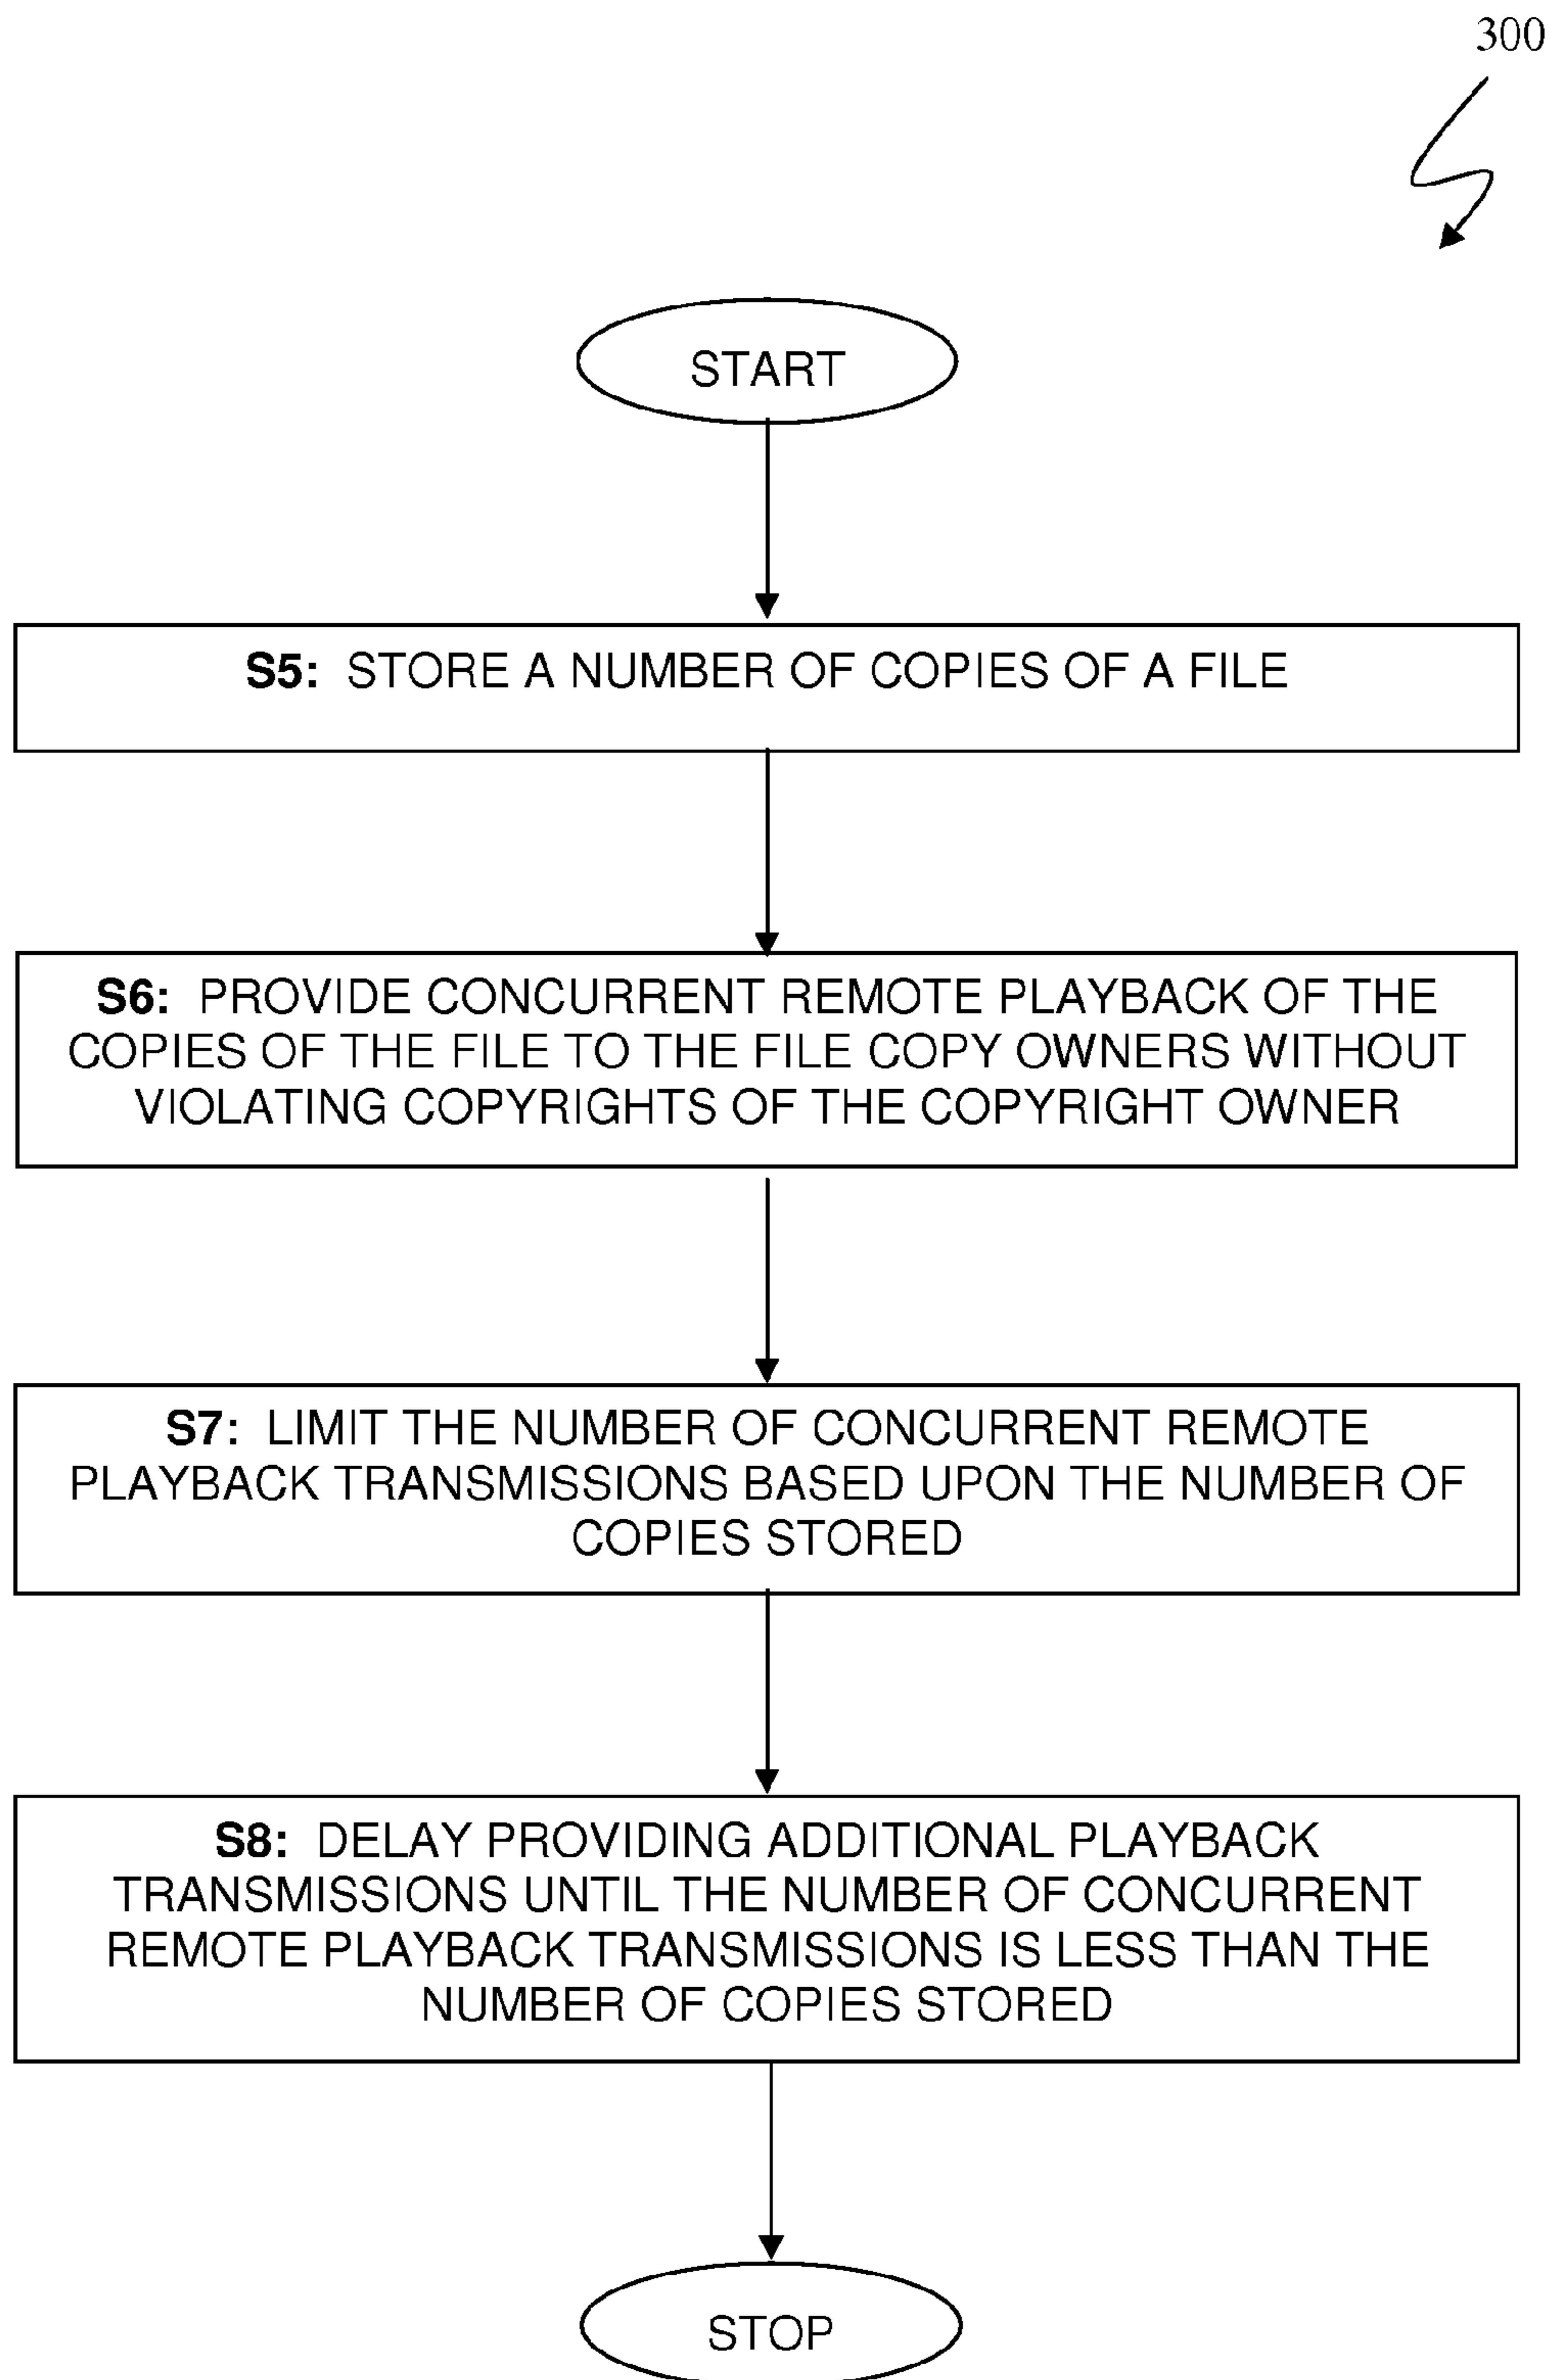 300
START
S5: STORE A NUMBER OF COPIES OF A FILE
S6: PROVIDE CONCURRENT REMOTE PLAYBACK OF THE
COPIES OF THE FILE TO THE FILE COPY OWNERS WITHOUT
VIOLATING COPYRIGHTS OF THE COPYRIGHT OWNER
S7: LIMIT THE NUMBER OF CONCURRENT REMOTE
PLAYBACK TRANSMISSIONS BASED UPON THE NUMBER OF
COPIES STORED
S8: DELAY PROVIDING ADDITIONAL PLAYBACK
TRANSMISSIONS UNTIL THE NUMBER OF CONCURRENT
REMOTE PLAYBACK TRANSMISSIONS IS LESS THAN THE
NUMBER OF COPIES STORED
STOP